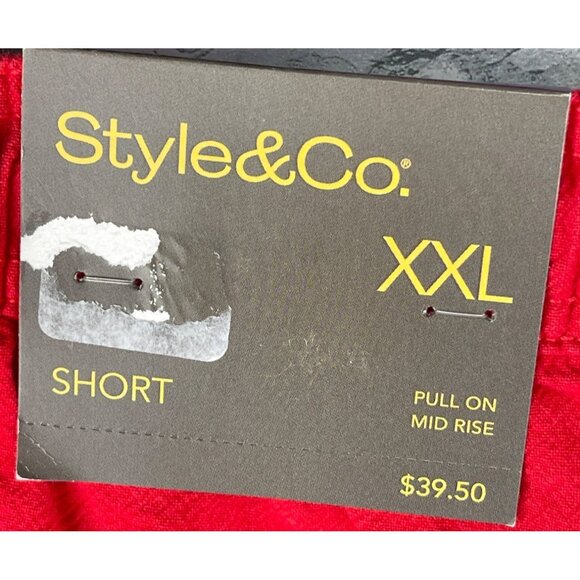 Style&Co.®
XXL
SHORT
PULL ON
MID RISE
$39.50